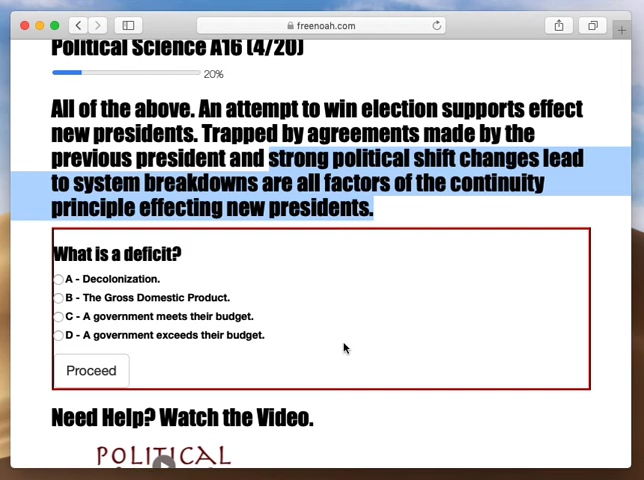 freenoah.com
Political Science A16 (4/20)
20%
All of the above. An attempt to win election supports effect
new presidents. Trapped by agreements made by the
previous president and strong political shift changes lead
to system breakdowns are all factors of the continuity
principle effecting new presidents.
What is a deficit?
A - Decolonization.
B - The Gross Domestic Product.
C - A government meets their budget.
D - A government exceeds their budget.
Proceed
Need Help? Watch the Video.
POLITICAL